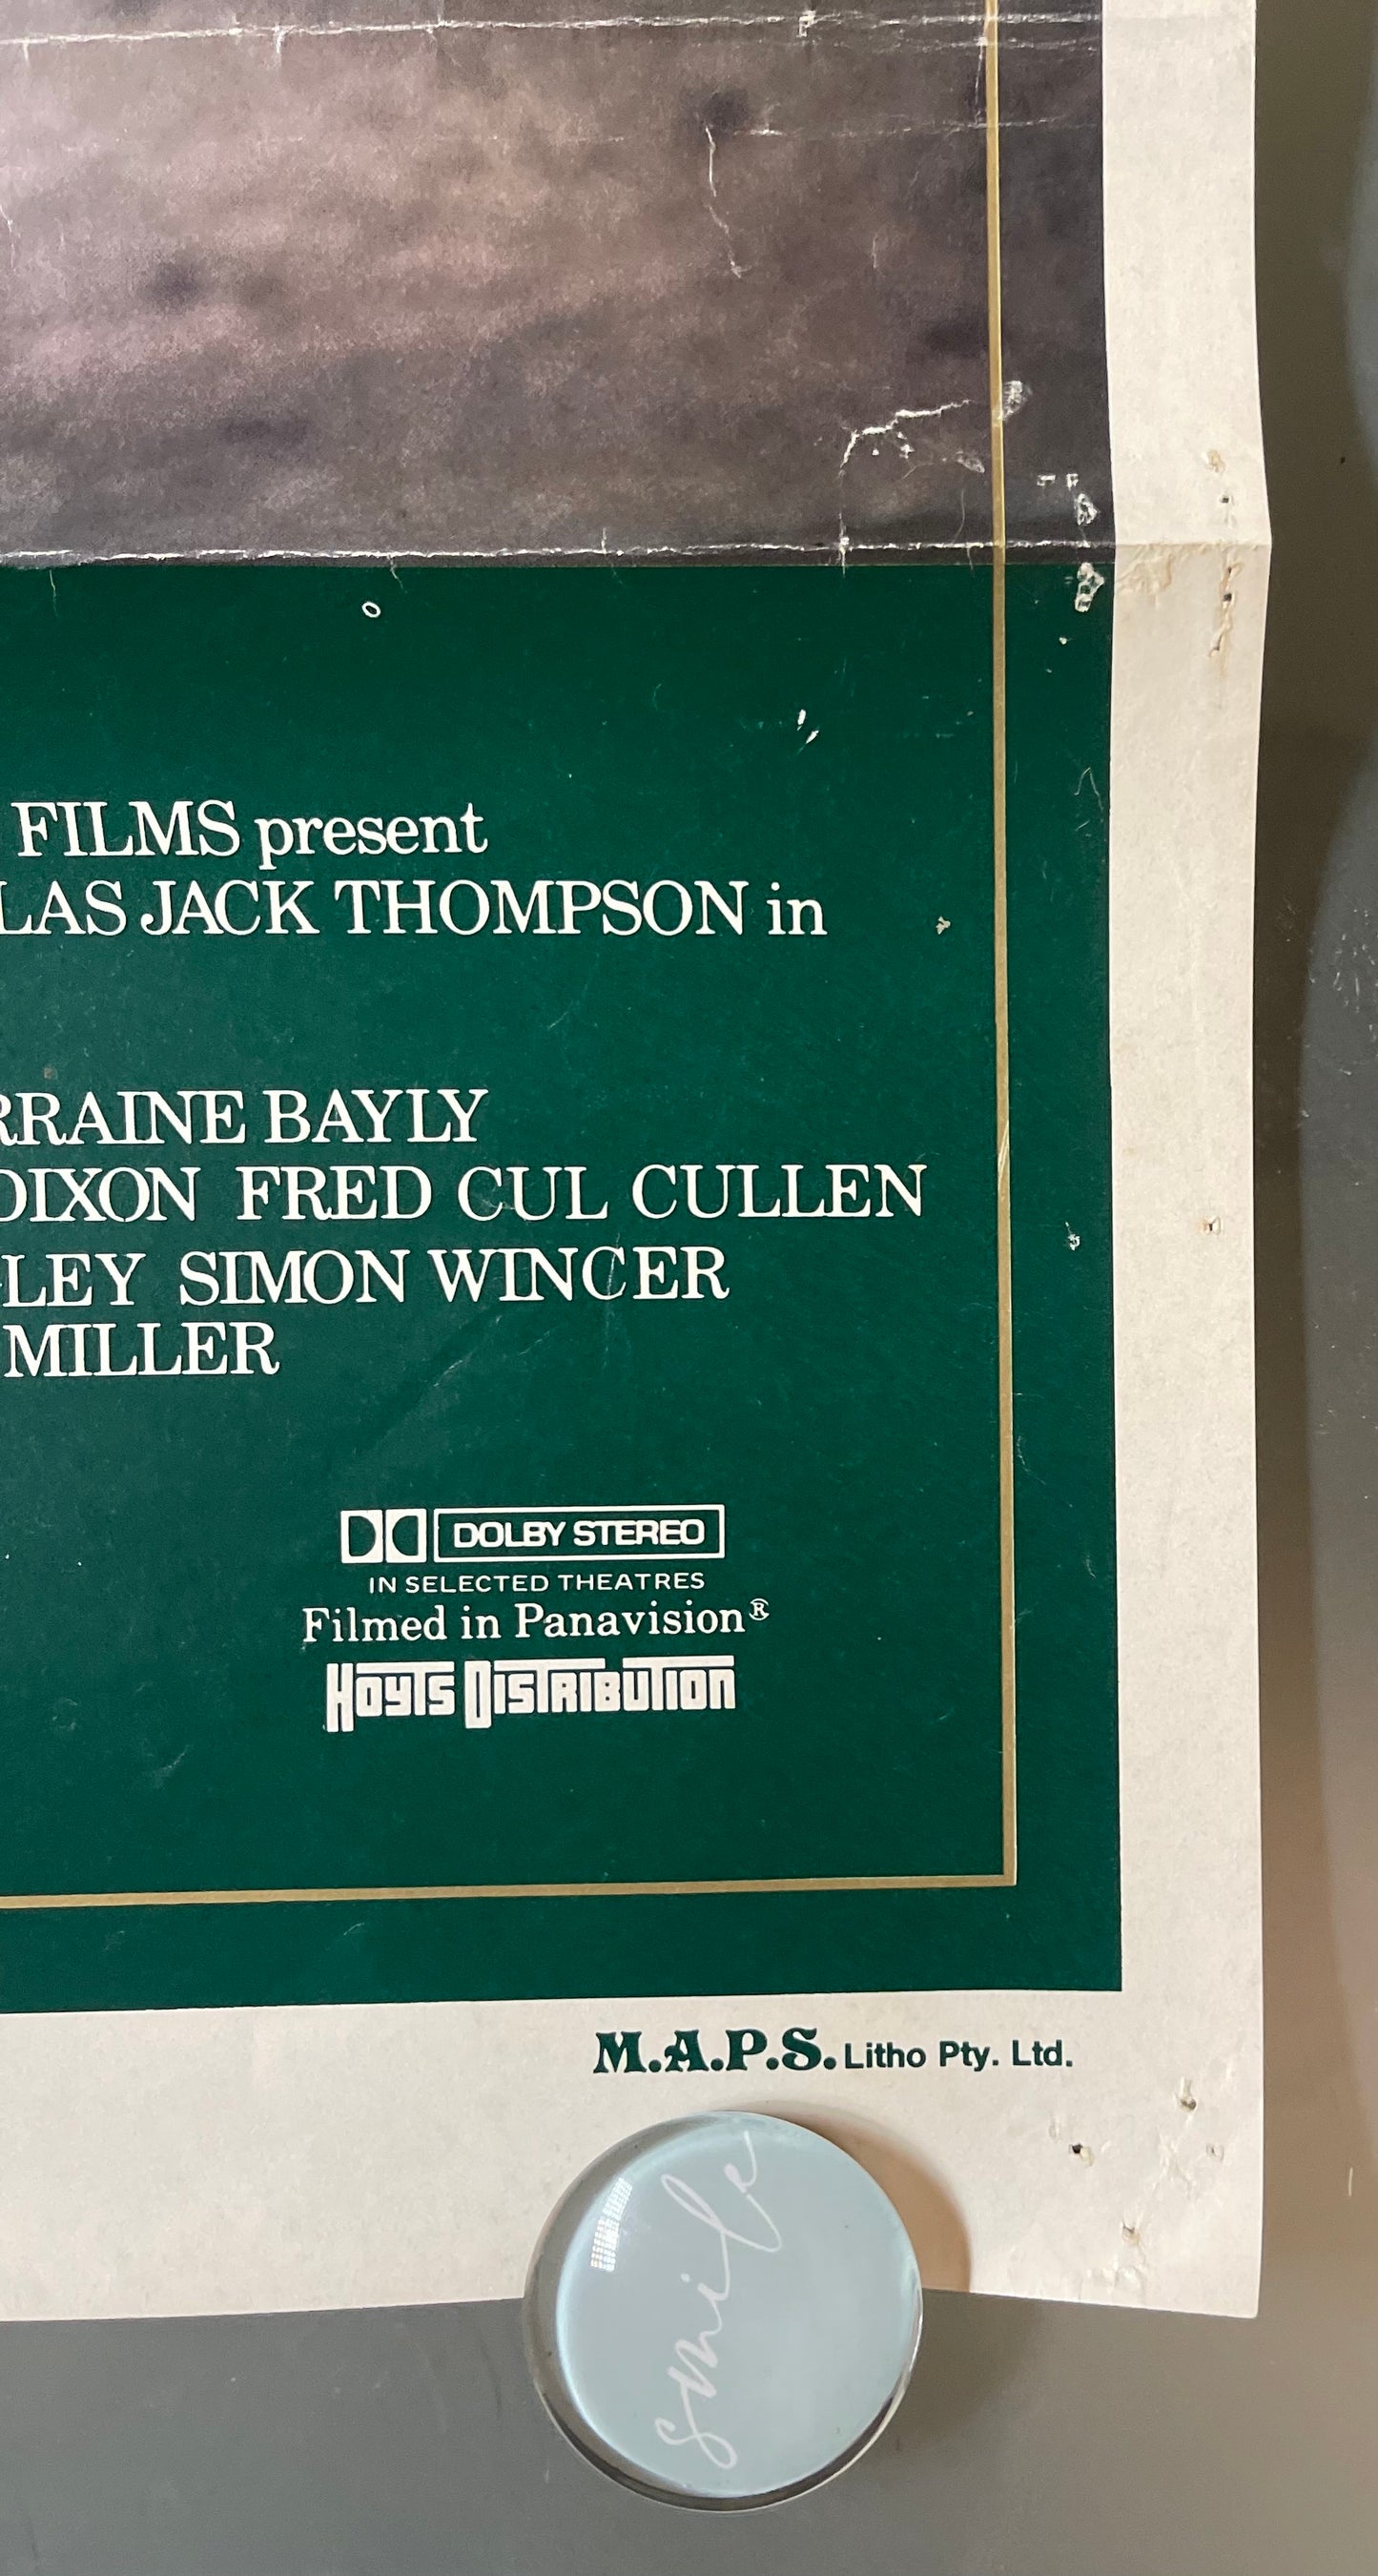 FILMS present
LAS JACK THOMPSON in
RRAINE BAYLY
DIXON FRED CUL CULLEN
LEY SIMON WINCER
MILLER
DOLBY STEREO
IN SELECTED THEATRES
Filmed in Panavision®
HOYTS DISTRIBUTION
M.A.P.S. Litho Pty. Ltd.
smile